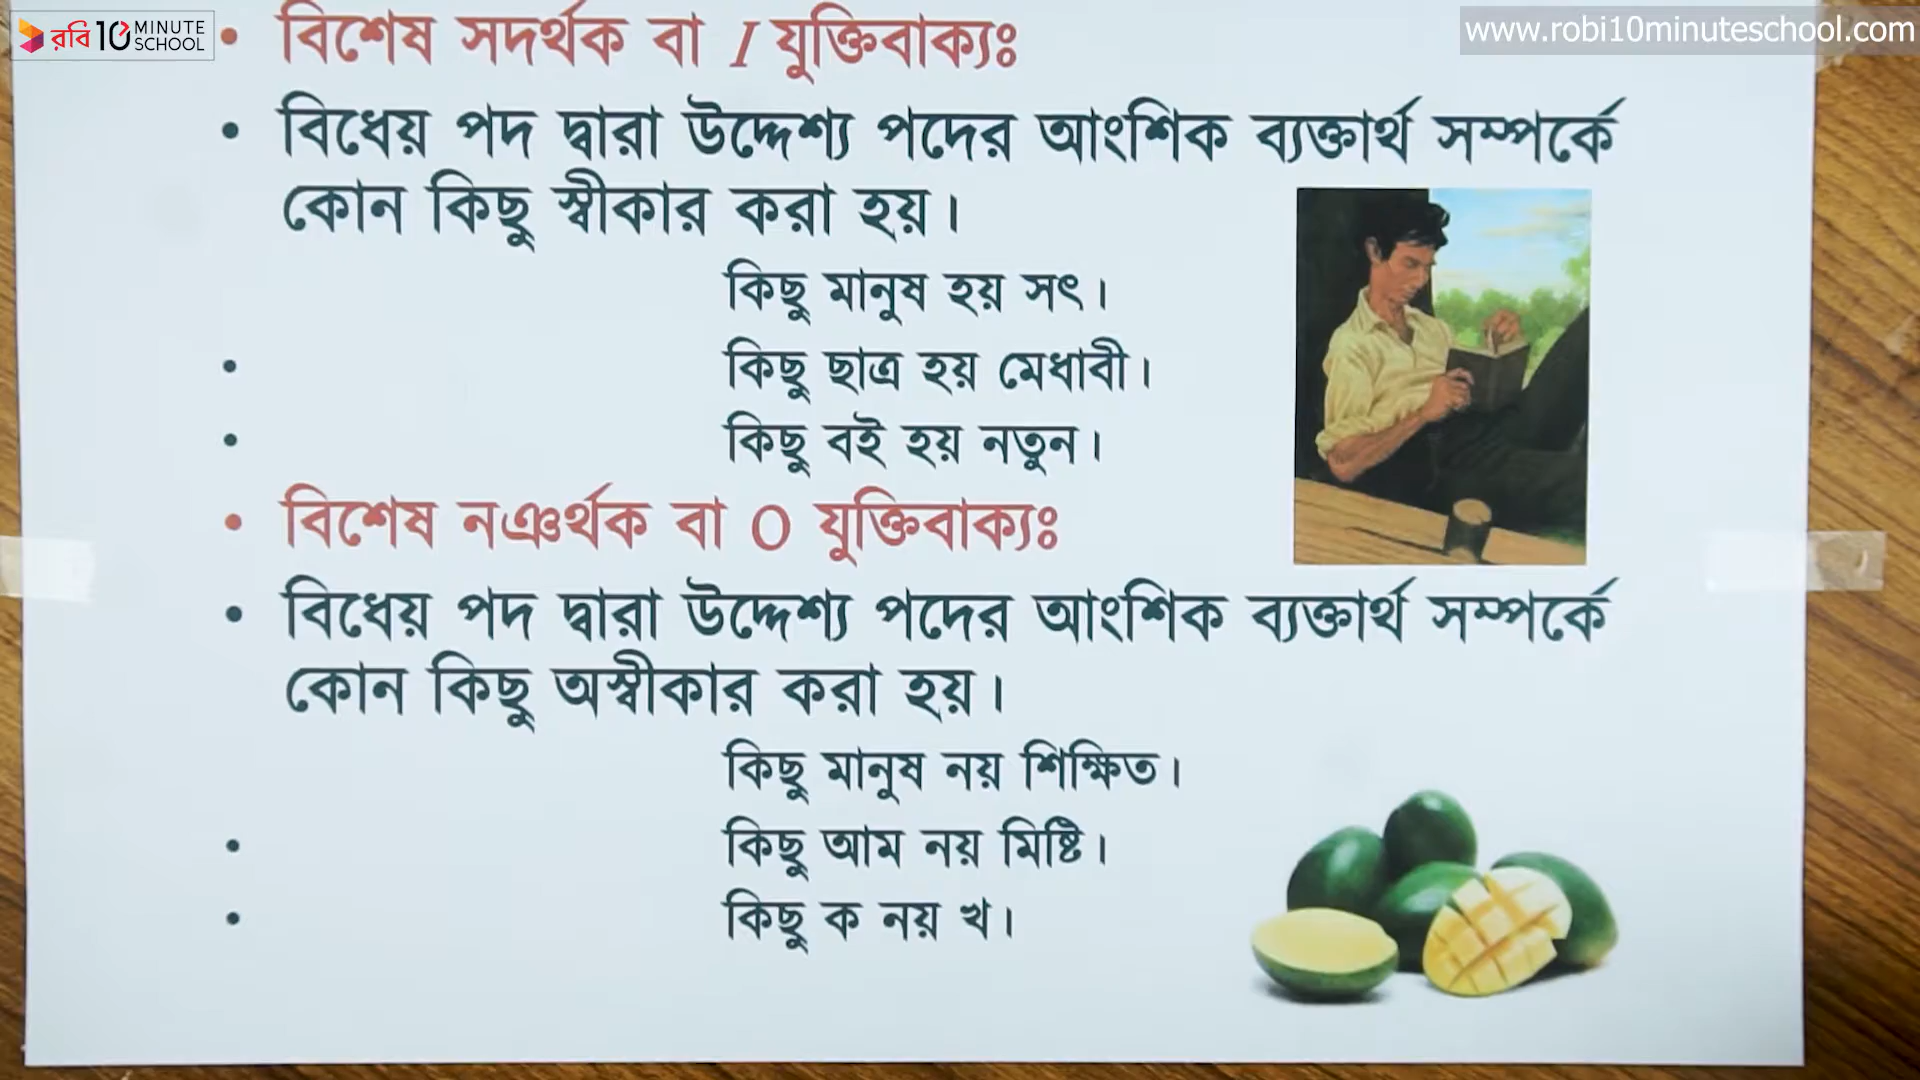 রবি 10 MINUTE SCHOOL
www.robi10minuteschool.com
• বিশেষ সদর্থক বা I যুক্তিবাক্যঃ
• বিধেয় পদ দ্বারা উদ্দেশ্য পদের আংশিক ব্যক্তার্থ সম্পর্কে
কোন কিছু স্বীকার করা হয়।
কিছু মানুষ হয় সৎ।
• কিছু ছাত্র হয় মেধাবী।
• কিছু বই হয় নতুন।
• বিশেষ নঞর্থক বা O যুক্তিবাক্যঃ
• বিধেয় পদ দ্বারা উদ্দেশ্য পদের আংশিক ব্যক্তার্থ সম্পর্কে
কোন কিছু অস্বীকার করা হয়।
কিছু মানুষ নয় শিক্ষিত।
• কিছু আম নয় মিষ্টি।
• কিছু ক নয় খ।